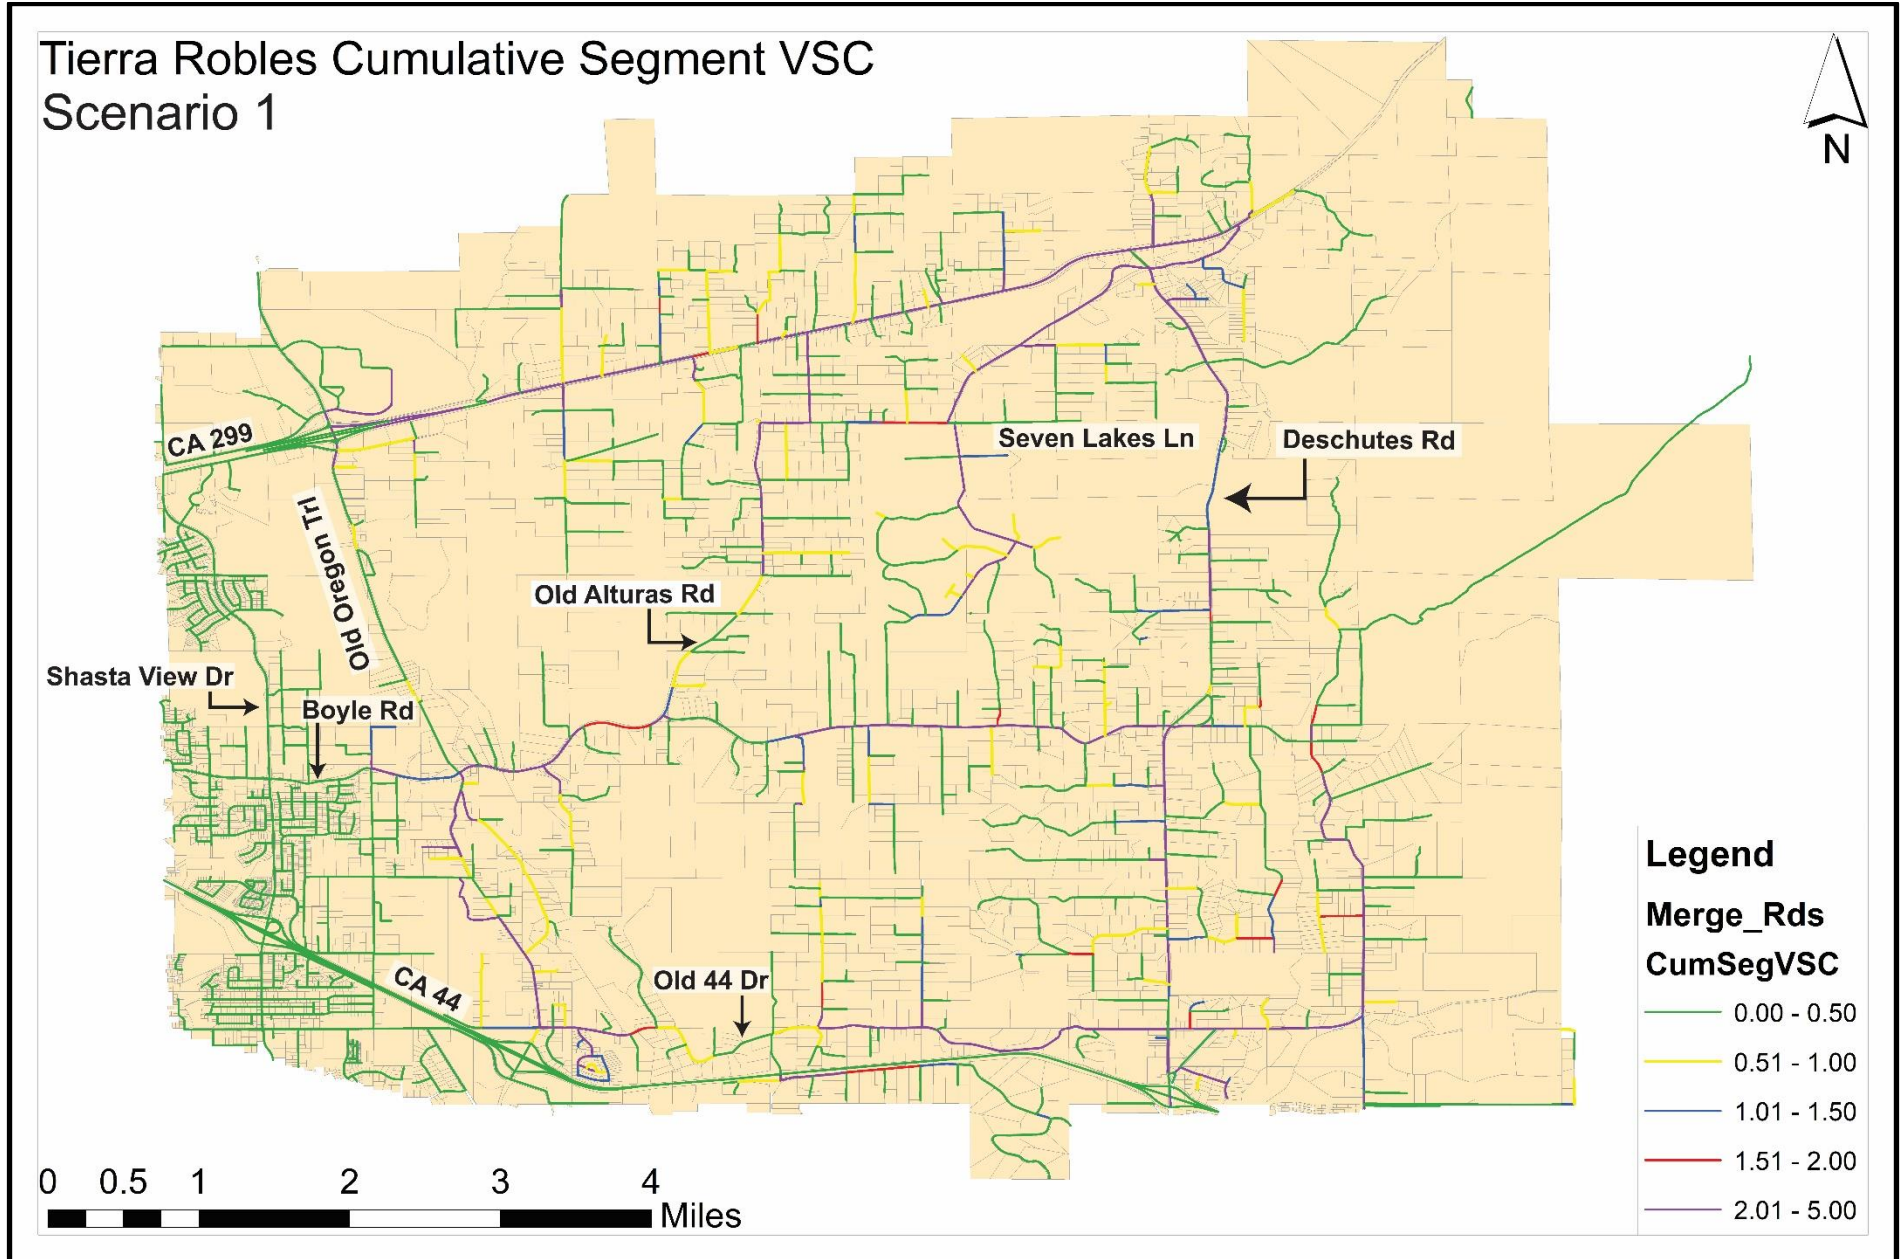 Tierra Robles Cumulative Segment VSC
Scenario 1
N
CA 299
Seven Lakes Ln
Deschutes Rd
Old Oregon Trl
Old Alturas Rd
Shasta View Dr
Boyle Rd
CA 44
Old 44 Dr
Legend
Merge_Rds
CumSegVSC
0.00 - 0.50
0.51 - 1.00
1.01 - 1.50
1.51 - 2.00
2.01 - 5.00
0 0.5 1 2 3 4
Miles